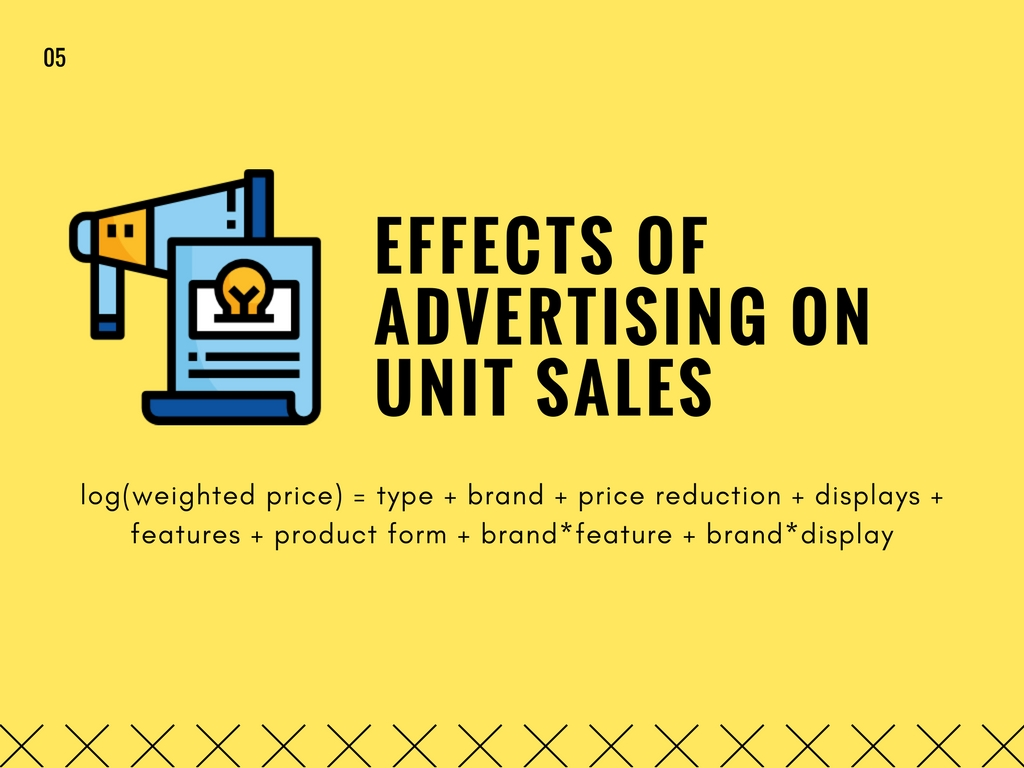 05
EFFECTS OF
ADVERTISING ON
UNIT SALES
log(weighted price) = type + brand + price reduction + displays +
features + product form + brand*feature + brand*display